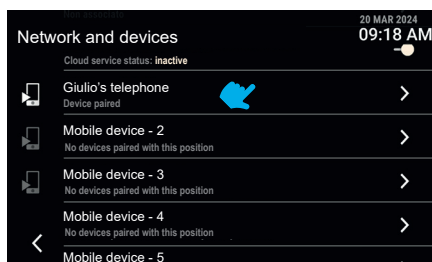 Non associato
20 MAR 2024
Network and devices
09:18 AM
Cloud service status: inactive
Giulio's telephone
Device paired
Mobile device - 2
No devices paired with this position
Mobile device - 3
No devices paired with this position
Mobile device - 4
No devices paired with this position
Mobile device - 5